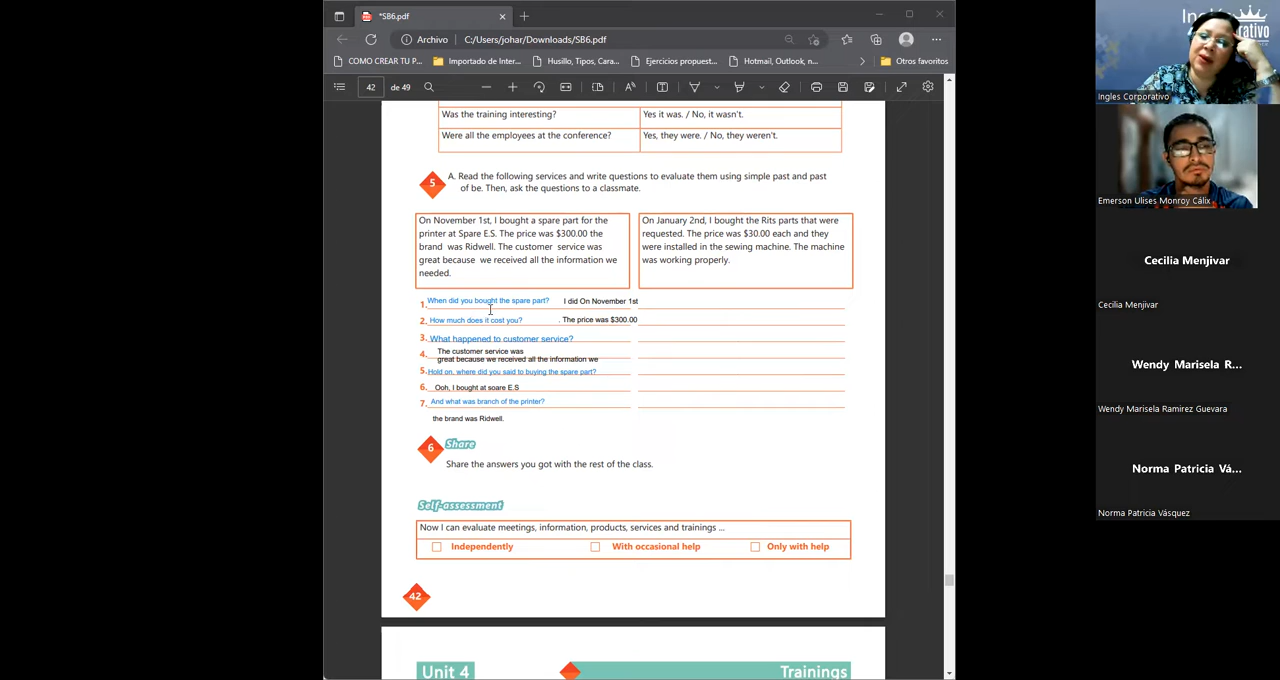 *SB6.pdf
Archivo
C:/Users/johar/Downloads/SB6.pdf
COMO CREAR TU P...
Importado de Inter...
Husillo, Tipos, Cara...
Ejercicios propuest...
Hotmail, Outlook, n...
Otros favoritos
42
de 49
Was the training interesting?
Yes it was. / No, it wasn't.
Were all the employees at the conference?
Yes, they were. / No, they weren't.
5
A. Read the following services and write questions to evaluate them using simple past and past
of be. Then, ask the questions to a classmate.
On November 1st, I bought a spare part for the
printer at Spare E.S. The price was $300.00 the
brand was Ridwell. The customer service was
great because we received all the information we
needed.
On January 2nd, I bought the Rits parts that were
requested. The price was $30.00 each and they
were installed in the sewing machine. The machine
was working properly.
1. When did you bought the spare part? I did On November 1st
2. How much does it cost you? . The price was $300.00
3. What happened to customer service?
4. The customer service was
great because we received all the information we
5. Hold on, where did you said to buying the spare part?
6. Ooh, I bought at soare E.S
7. And what was branch of the printer?
the brand was Ridwell.
6
Share
Share the answers you got with the rest of the class.
Self-assessment
Now I can evaluate meetings, information, products, services and trainings ...
Independently
With occasional help
Only with help
42
Unit 4
Trainings
Ingles Corporativo
Emerson Ulises Monroy Cálix
Cecilia Menjivar
Cecilia Menjivar
Wendy Marisela R...
Wendy Marisela Ramirez Guevara
Norma Patricia Vá...
Norma Patricia Vásquez